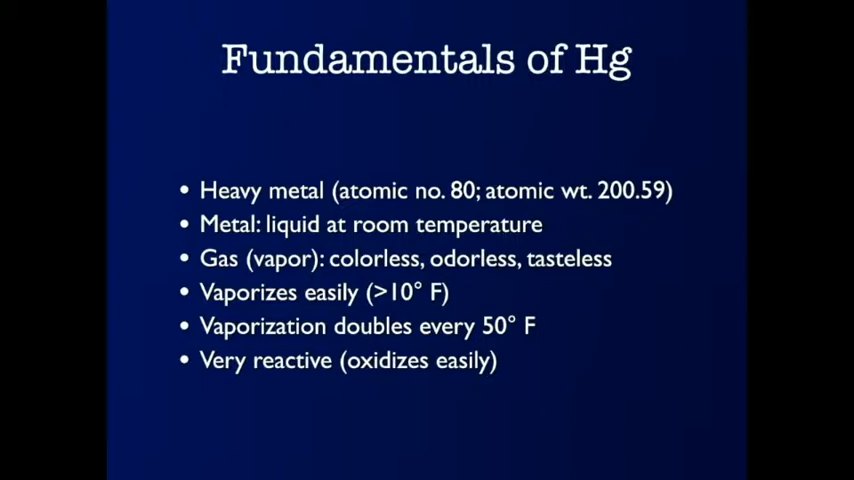 Fundamentals of Hg
• Heavy metal (atomic no. 80; atomic wt. 200.59)
• Metal: liquid at room temperature
• Gas (vapor): colorless, odorless, tasteless
• Vaporizes easily (>10° F)
• Vaporization doubles every 50° F
• Very reactive (oxidizes easily)